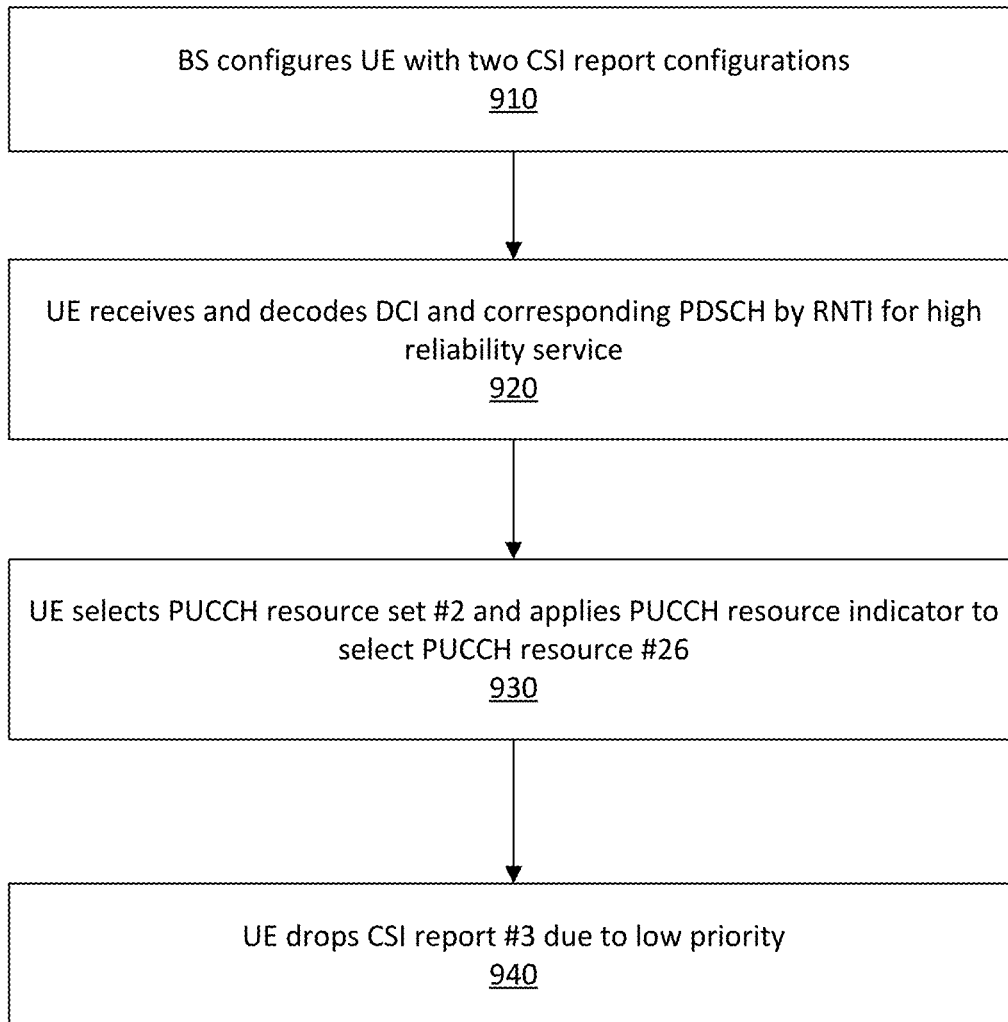 BS configures UE with two CSI report configurations
910
UE receives and decodes DCI and corresponding PDSCH by RNTI for high
reliability service
920
UE selects PUCCH resource set #2 and applies PUCCH resource indicator to
select PUCCH resource #26
930
UE drops CSI report #3 due to low priority
940